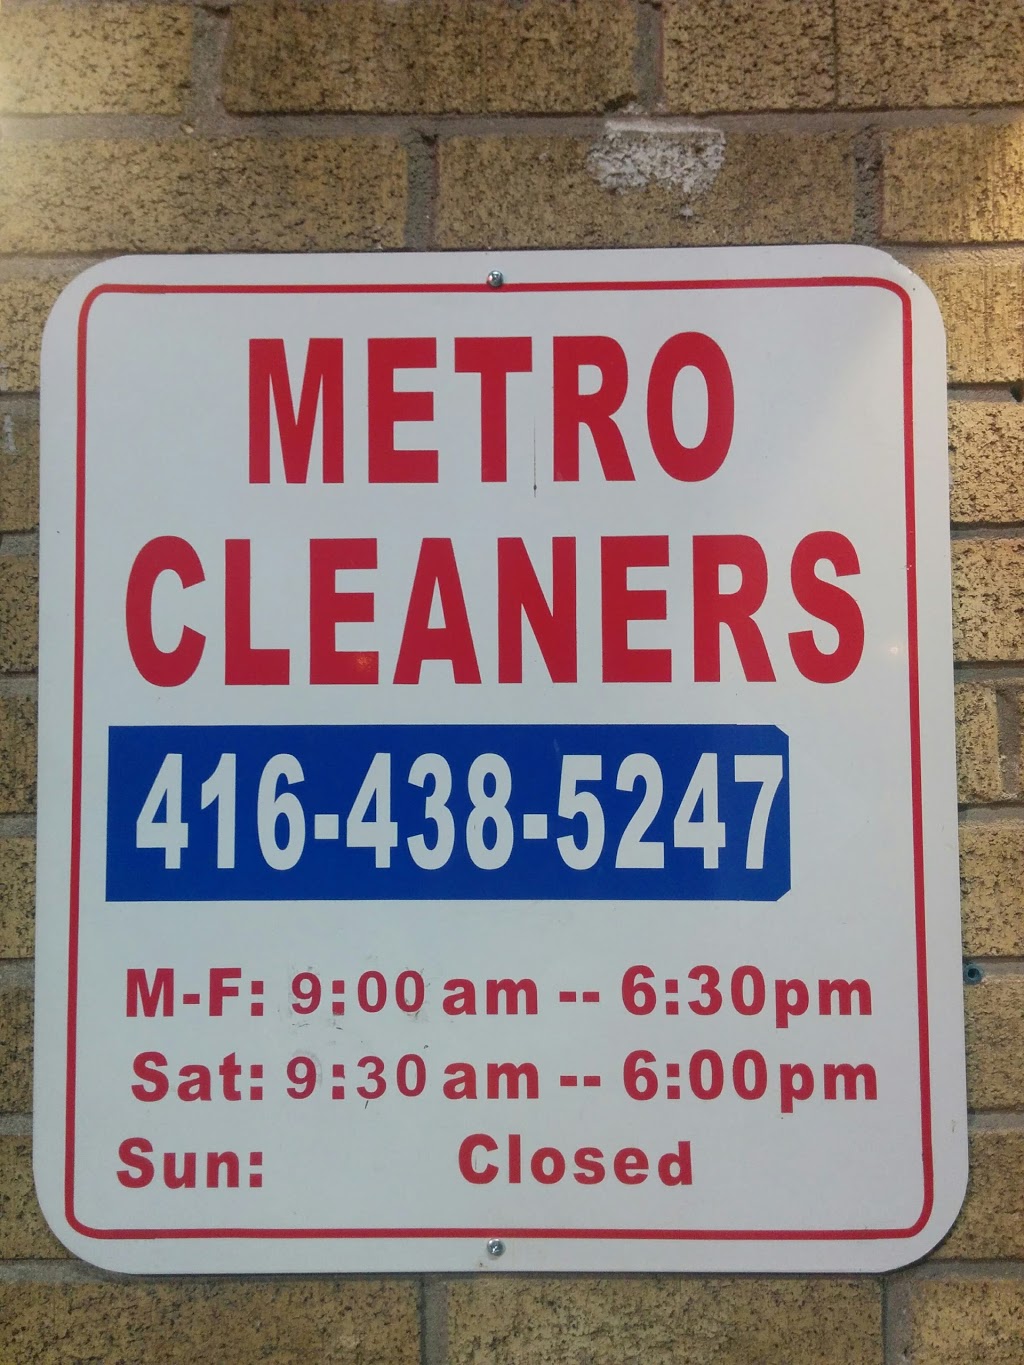 METRO
CLEANERS
416-438-5247
M-F: 9:00 am -- 6:30pm
Sat: 9:30 am -- 6:00pm
Sun: Closed